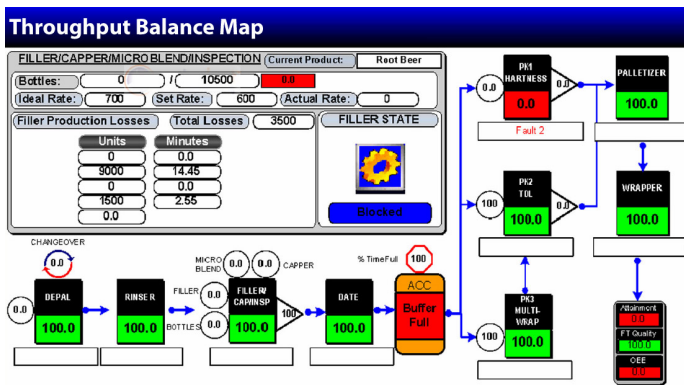 Throughput Balance Map
FILLER/CAPPER/MICRO BLEND/INSPECTION Current Product: Root Beer
Bottles: 0 / 10500 0.0
Ideal Rate: 700 Set Rate: 600 Actual Rate: 0
Filler Production Losses Total Losses 3500 FILLER STATE
Units Minutes
0 0.0
9000 14.45
0 0.0
1500 2.55
0.0
Blocked
PK1
HARTNESS
0.0 0.0 0.0
Fault 2
PALLETIZER
100.0
PK2
TDL
100 100.0 0.0
WRAPPER
100.0
PK3
MULTI-
WRAP
100 100.0
CHANGEOVER
0.0
0.0 DEPAL
100.0
RINSER
100.0
MICRO
BLEND 0.0 0.0 CAPPER
FILLER 0.0
BOTTLES 0.0
FILLER/
CAP/INSP
100.0 100
DATE
100.0
% TimeFull 100
ACC
Buffer
Full
Attainment
0.0
FT Quality
100.0
OEE
0.0